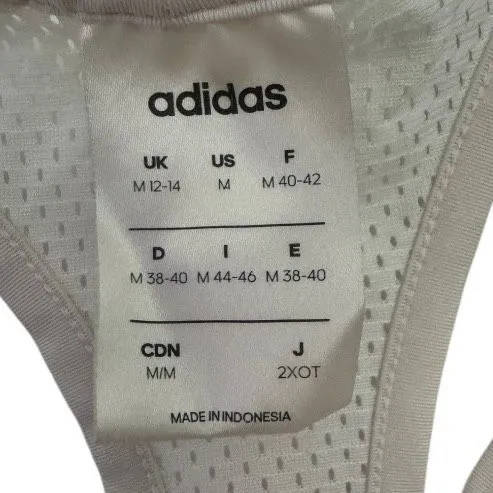 adidas
UK US F
M 12-14 M M 40-42
D I E
M 38-40 M 44-46 M 38-40
CDN J
M/M 2XOT
MADE IN INDONESIA